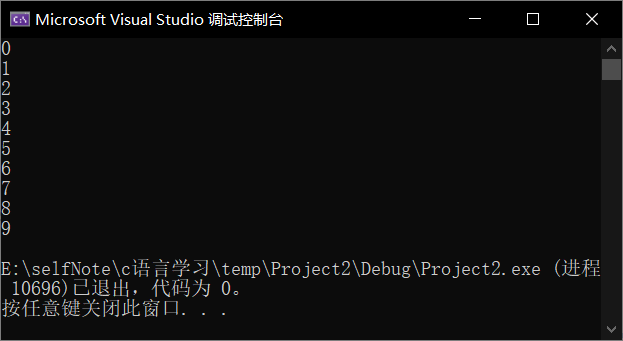 C:\
Microsoft Visual Studio 调试控制台
0
1
2
3
4
5
6
7
8
9
E:\selfNote\c语言学习\temp\Project2\Debug\Project2.exe (进程
10696)已退出，代码为 0。
按任意键关闭此窗口. . .